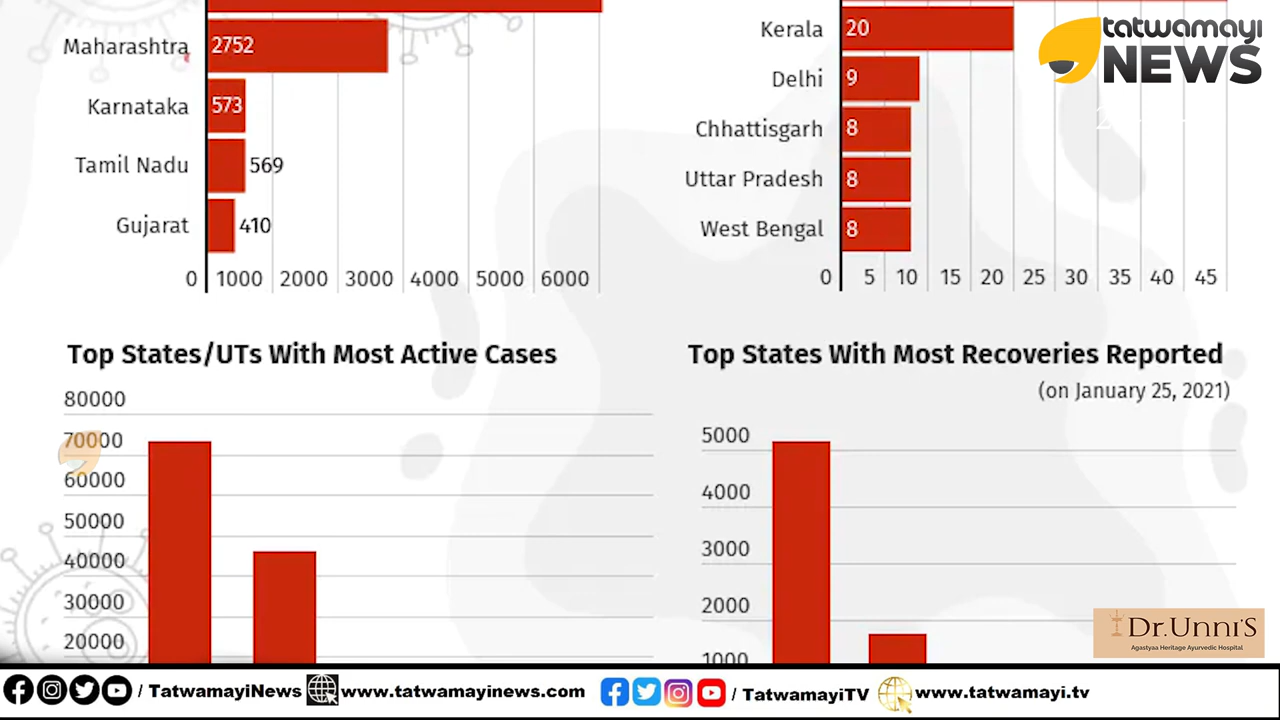 Maharashtra 2752
Karnataka 573
Tamil Nadu 569
Gujarat 410
0 1000 2000 3000 4000 5000 6000
Kerala 20
Delhi 9
Chhattisgarh 8
Uttar Pradesh 8
West Bengal 8
0 5 10 15 20 25 30 35 40 45
tatwamayi
NEWS
Top States/UTs With Most Active Cases
80000
70000
60000
50000
40000
30000
20000
Top States With Most Recoveries Reported
(on January 25, 2021)
5000
4000
3000
2000
1000
Dr.Unni's
Agastyaa Heritage Ayurvedic Hospital
/ TatwamayiNews www.tatwamayinews.com / TatwamayiTV www.tatwamayi.tv